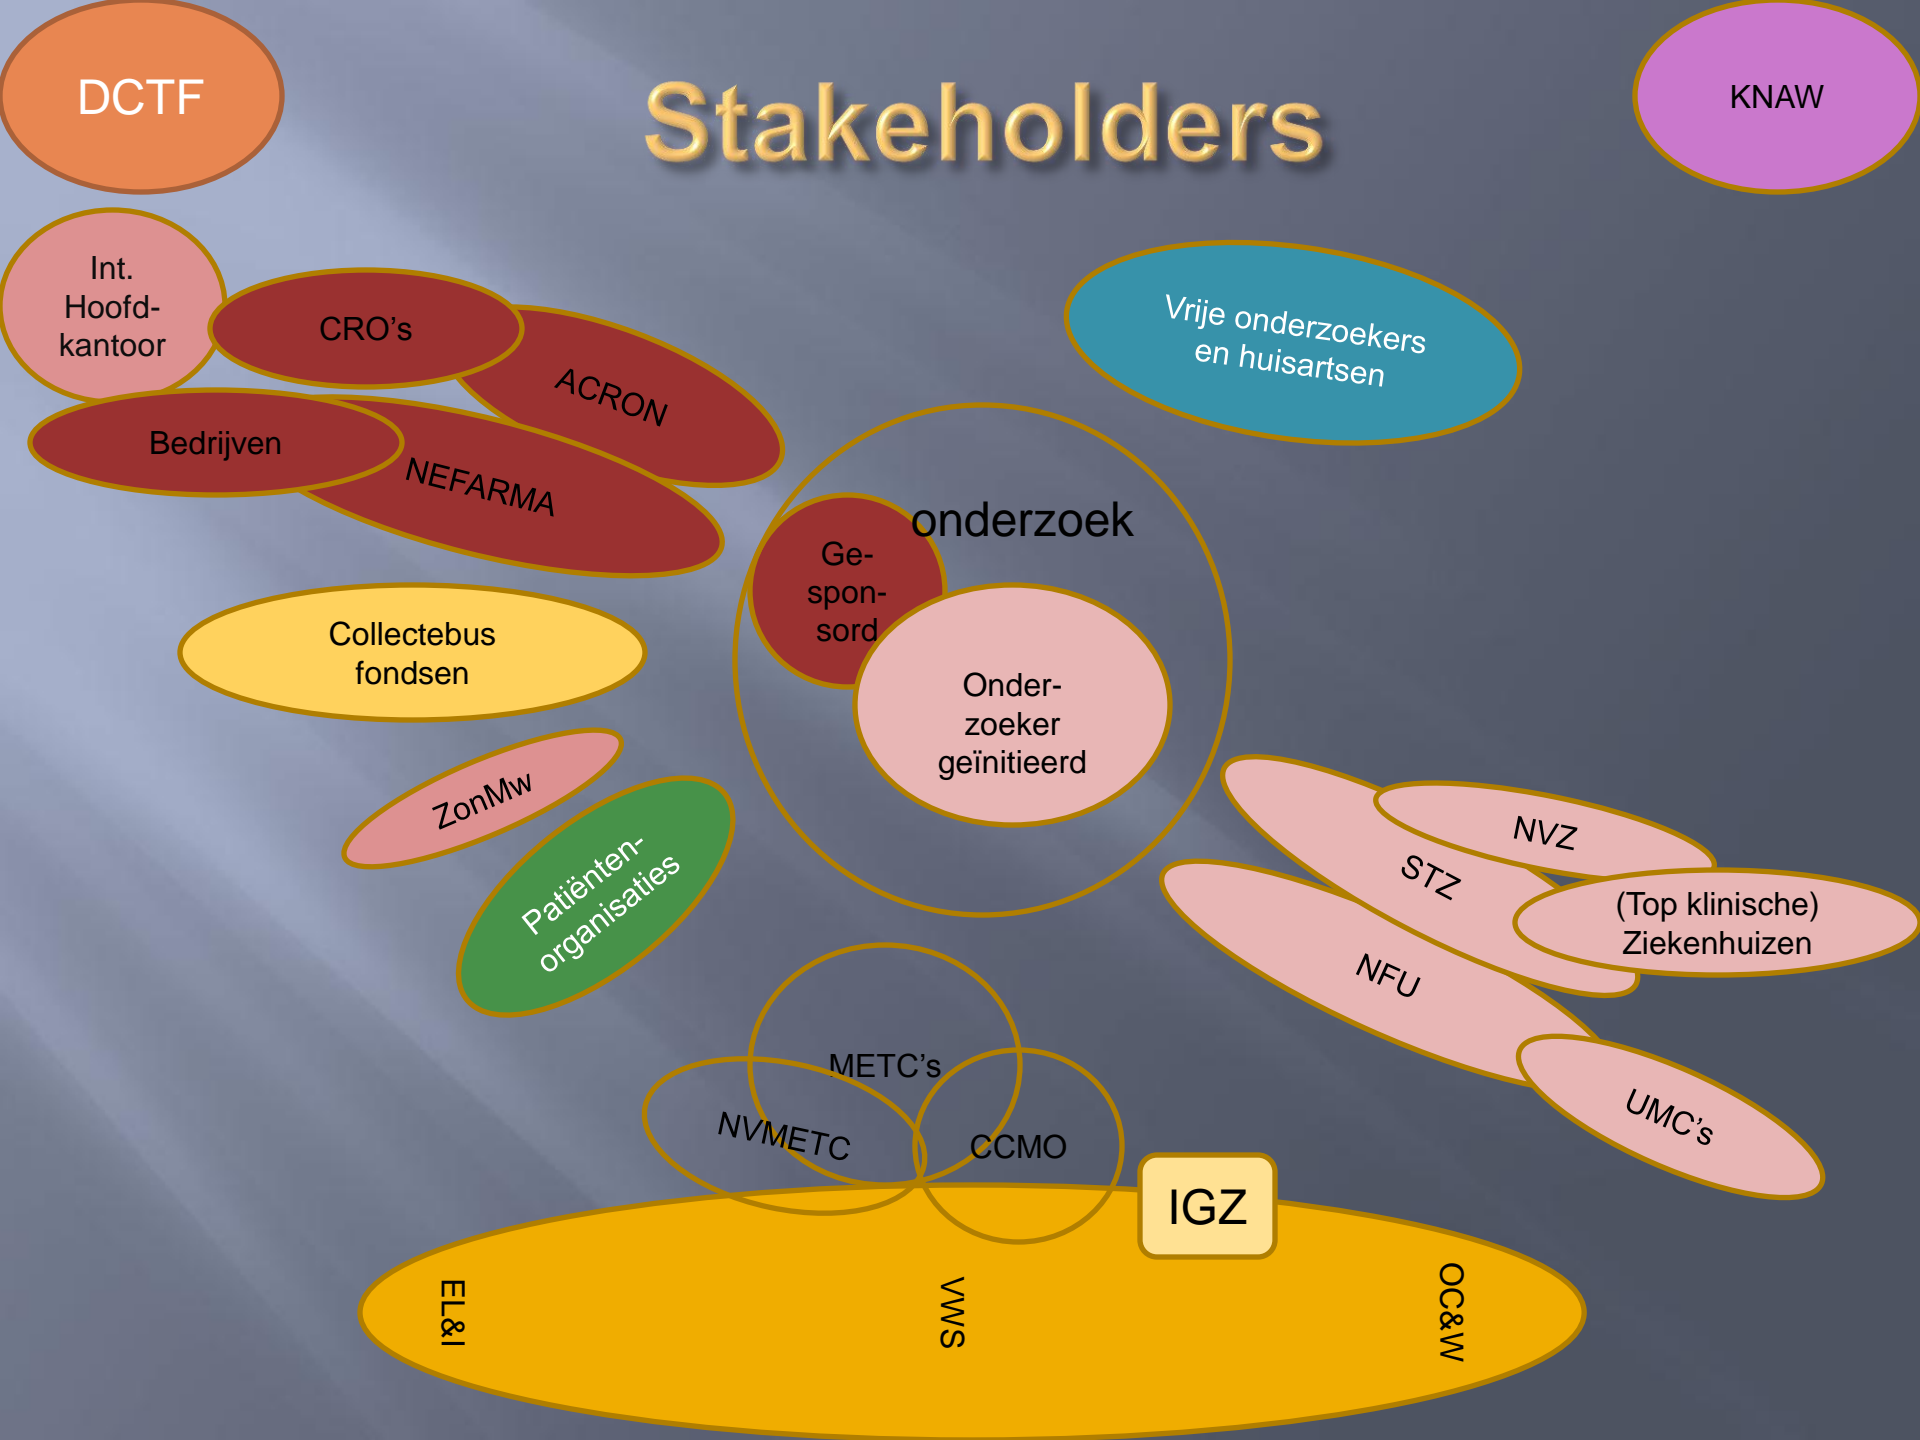 DCTF
Stakeholders
KNAW
Int.
Hoofd-
kantoor
CRO's
ACRON
Bedrijven
NEFARMA
Vrije onderzoekers
en huisartsen
onderzoek
Ge-
spon-
sord
Onder-
zoeker
geïnitieerd
Collectebus
fondsen
ZonMw
Patiënten-
organisaties
NVZ
STZ
(Top klinische)
Ziekenhuizen
NFU
UMC's
METC's
NVMETC
CCMO
IGZ
EL&I
VWS
OC&W